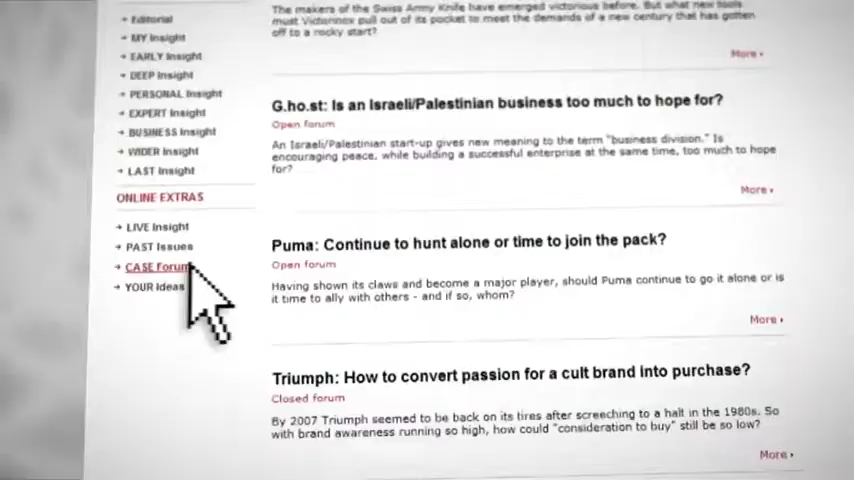 Editorial
MY Insight
EARLY Insight
DEEP Insight
PERSONAL Insight
EXPERT Insight
BUSINESS Insight
WIDER Insight
LAST Insight
ONLINE EXTRAS
LIVE Insight
PAST Issues
CASE Forum
YOUR Ideas
The makers of the Swiss Army Knife have emerged victorious before. But what new tools
must Victorinox pull out of its pocket to meet the demands of a new century that has gotten
off to a rocky start?
More
G.ho.st: Is an Israeli/Palestinian business too much to hope for?
Open forum
An Israeli/Palestinian start-up gives new meaning to the term "business division." Is
encouraging peace, while building a successful enterprise at the same time, too much to hope
for?
More
Puma: Continue to hunt alone or time to join the pack?
Open forum
Having shown its claws and become a major player, should Puma continue to go it alone or is
it time to ally with others - and if so, whom?
More
Triumph: How to convert passion for a cult brand into purchase?
Closed forum
By 2007 Triumph seemed to be back on its tires after screeching to a halt in the 1980s. So
with brand awareness running so high, how could "consideration to buy" still be so low?
More